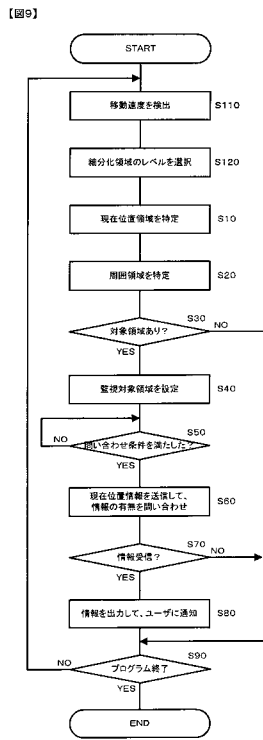 【図9】
START
移動速度を検出 S110
細分化領域のレベルを選択 S120
現在位置領域を特定 S10
周囲領域を特定 S20
S30
対象領域あり? NO
YES
監視対象領域を設定 S40
S50
NO 問い合わせ条件を満たした?
YES
現在位置情報を送信して、
情報の有無を問い合わせ S60
S70
情報受信? NO
YES
情報を出力して、ユーザに通知 S80
S90
NO プログラム終了
YES
END